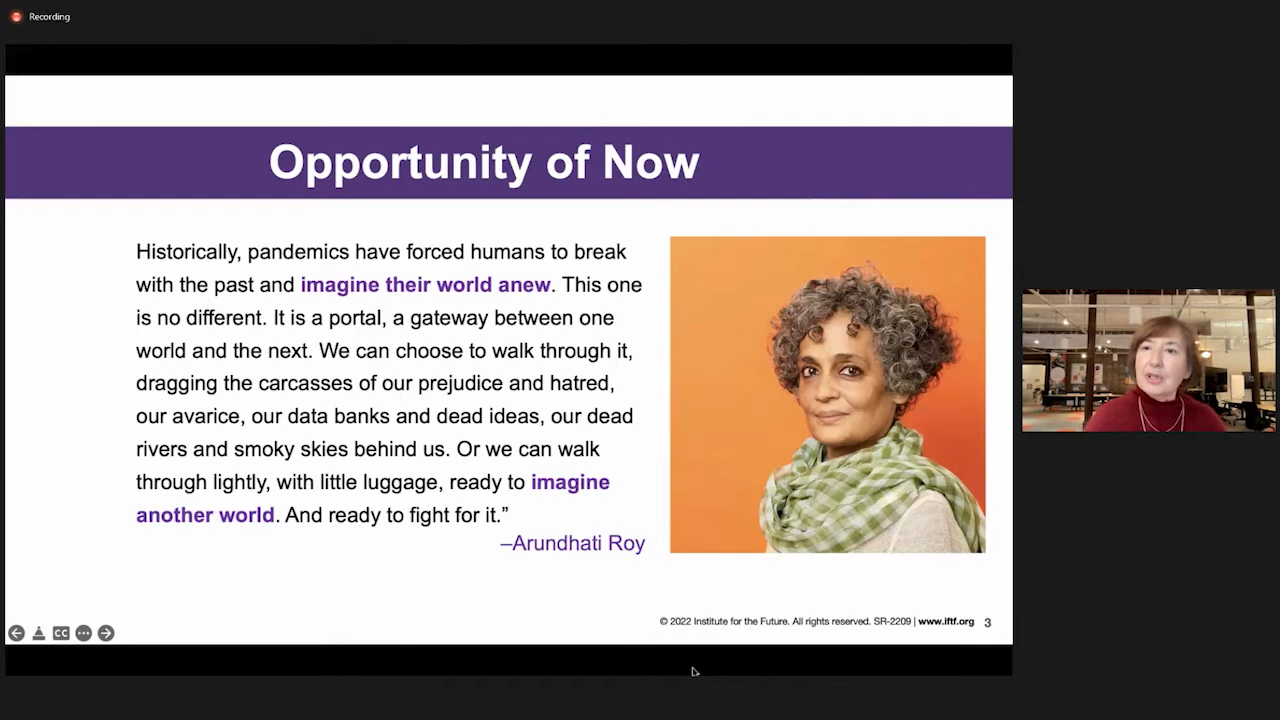 Recording
Opportunity of Now
Historically, pandemics have forced humans to break
with the past and imagine their world anew. This one
is no different. It is a portal, a gateway between one
world and the next. We can choose to walk through it,
dragging the carcasses of our prejudice and hatred,
our avarice, our data banks and dead ideas, our dead
rivers and smoky skies behind us. Or we can walk
through lightly, with little luggage, ready to imagine
another world. And ready to fight for it.”
–Arundhati Roy
CC
© 2022 Institute for the Future. All rights reserved. SR-2209 | www.iftf.org 3